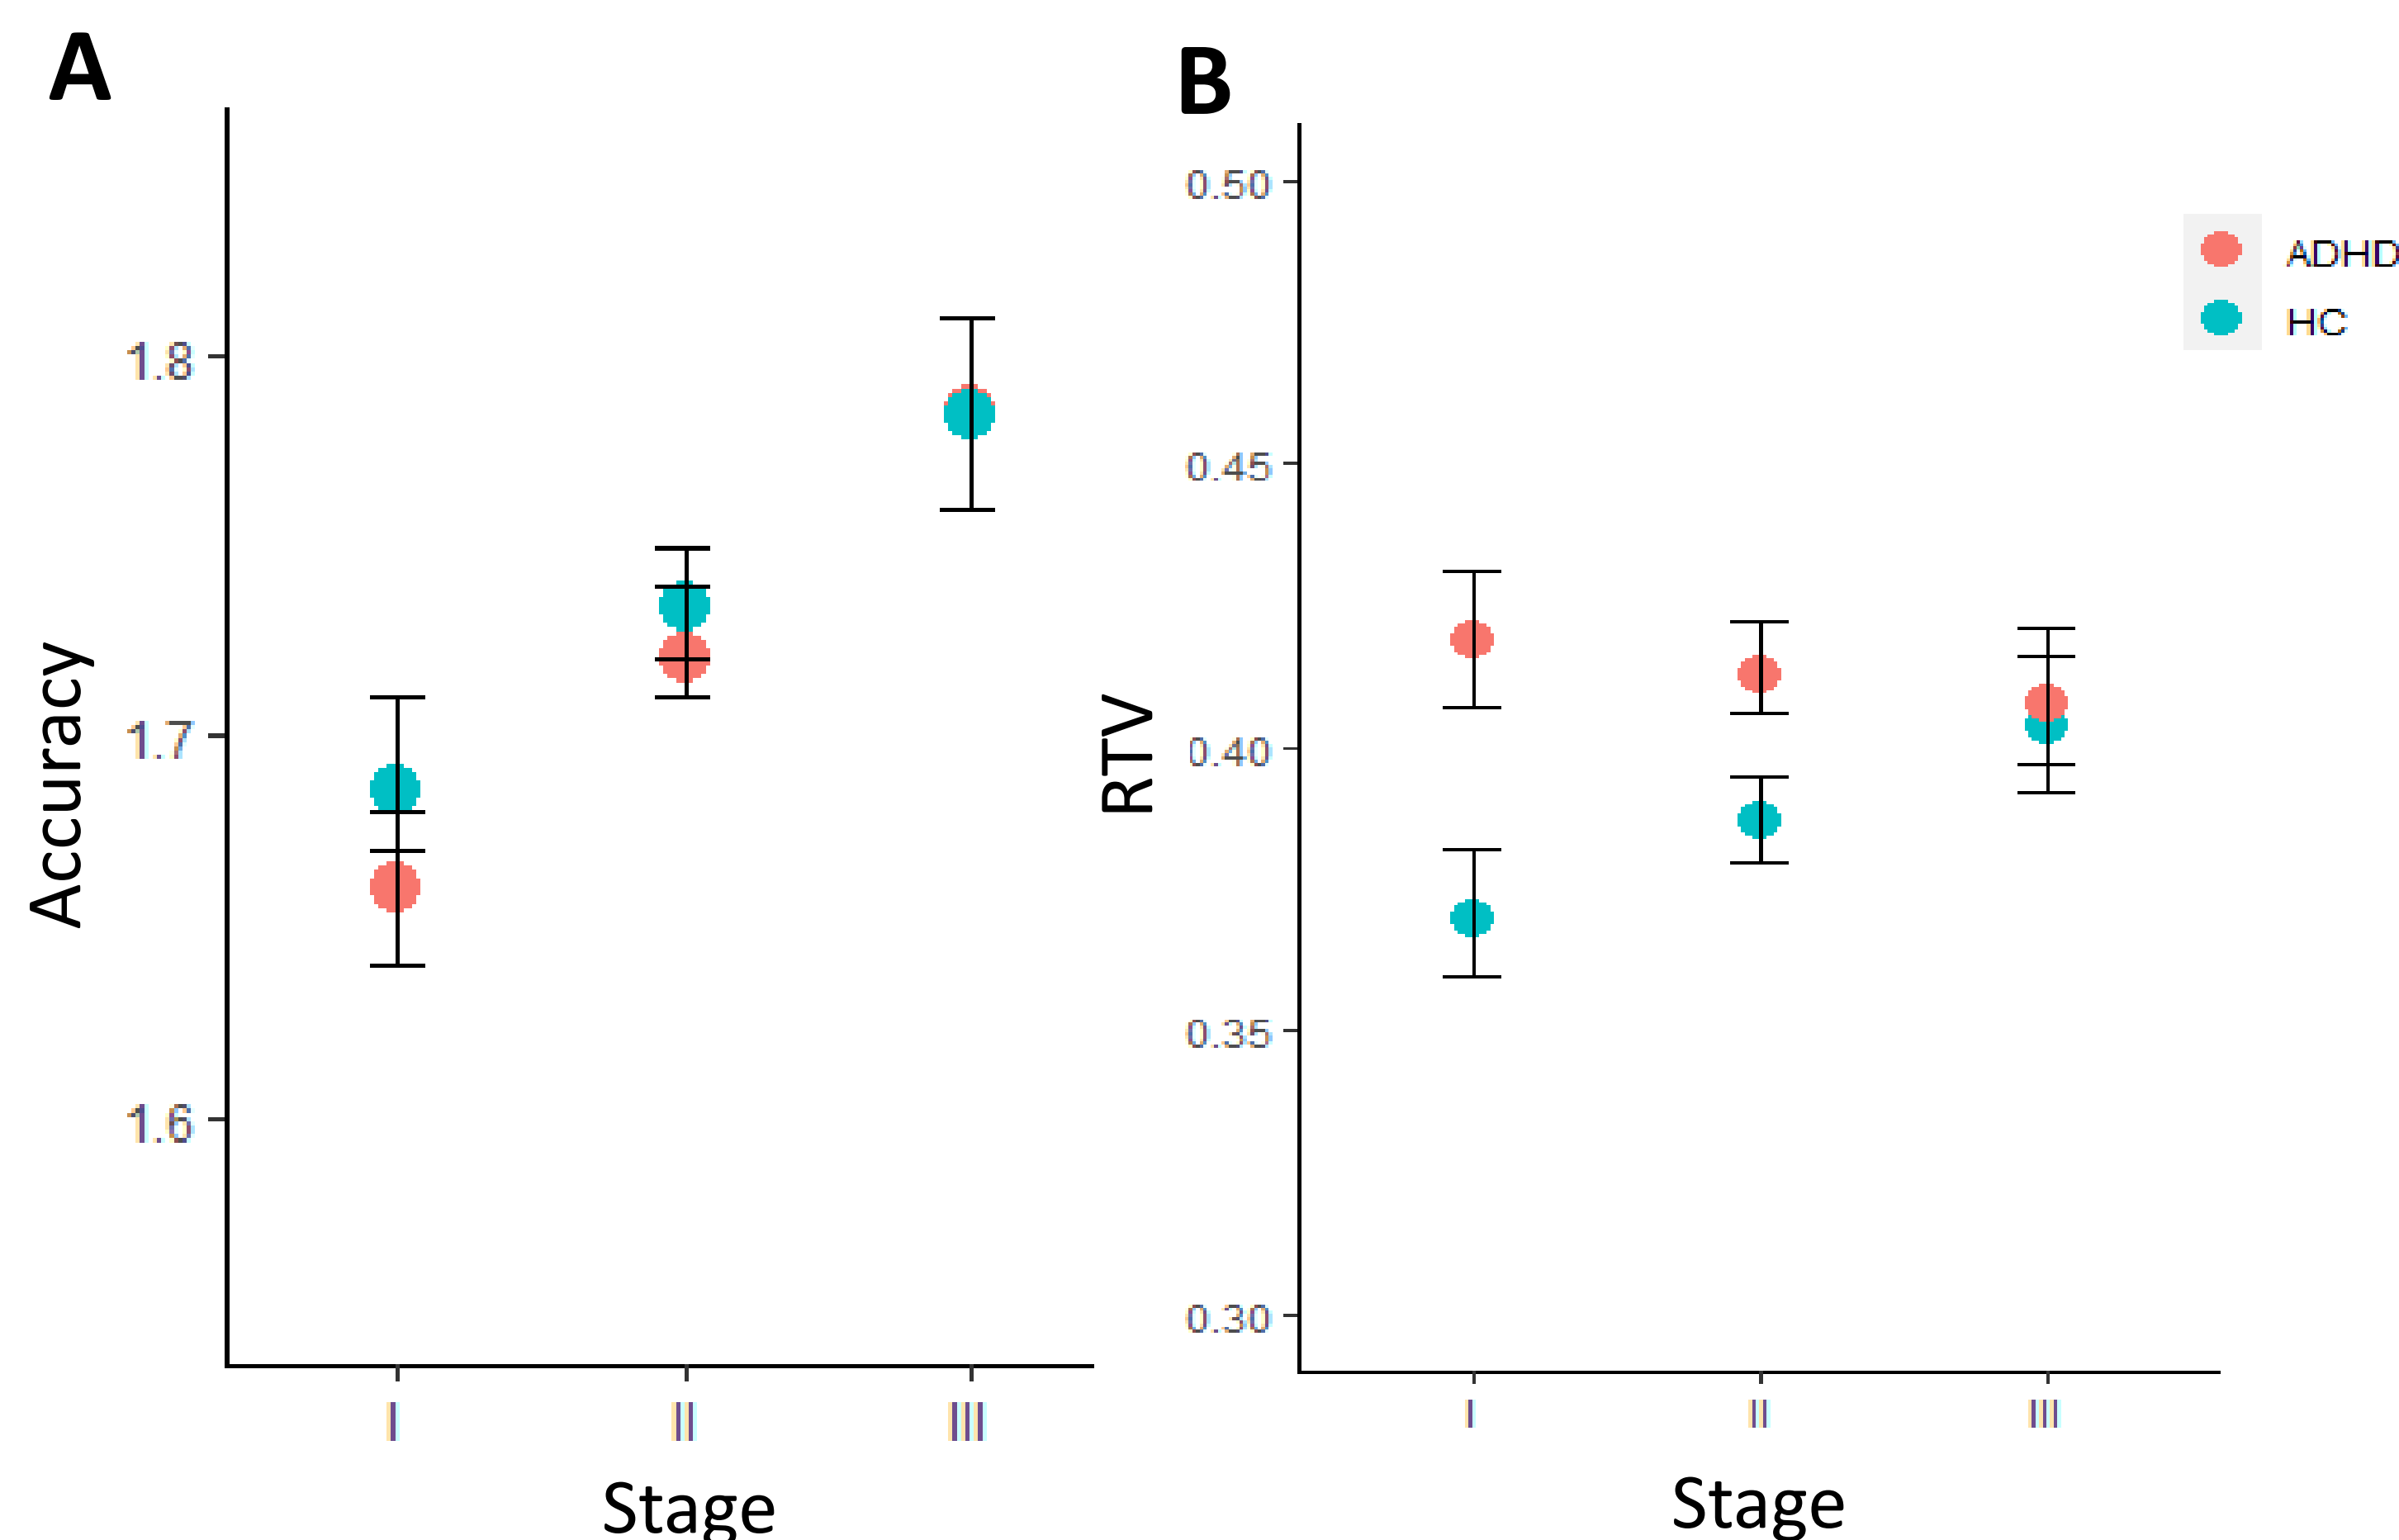 A
Accuracy
1.8
1.7
1.6
I
II
III
Stage
B
RTV
0.50
0.45
0.40
0.35
0.30
I
II
III
Stage
ADHD
HC